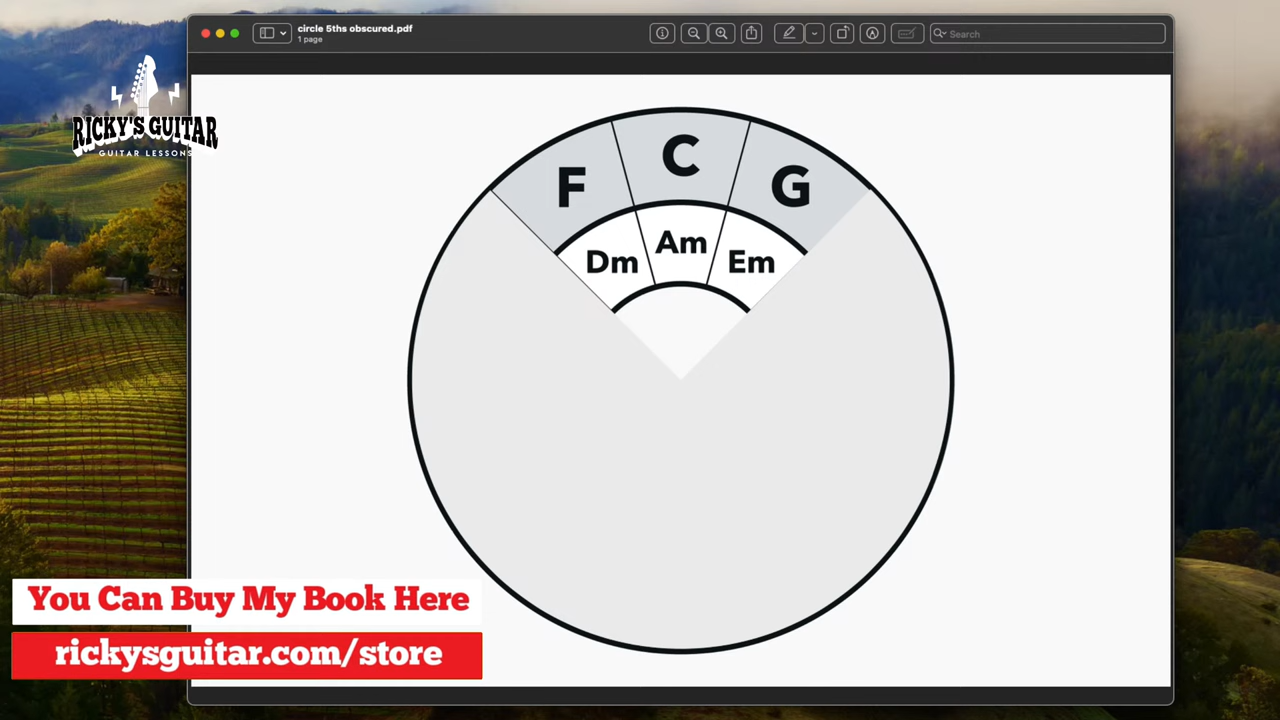 circle 5ths obscured.pdf
1 page
Search
RICKY'S GUITAR
GUITAR LESSONS
F C G
Dm Am Em
You Can Buy My Book Here
rickysguitar.com/store